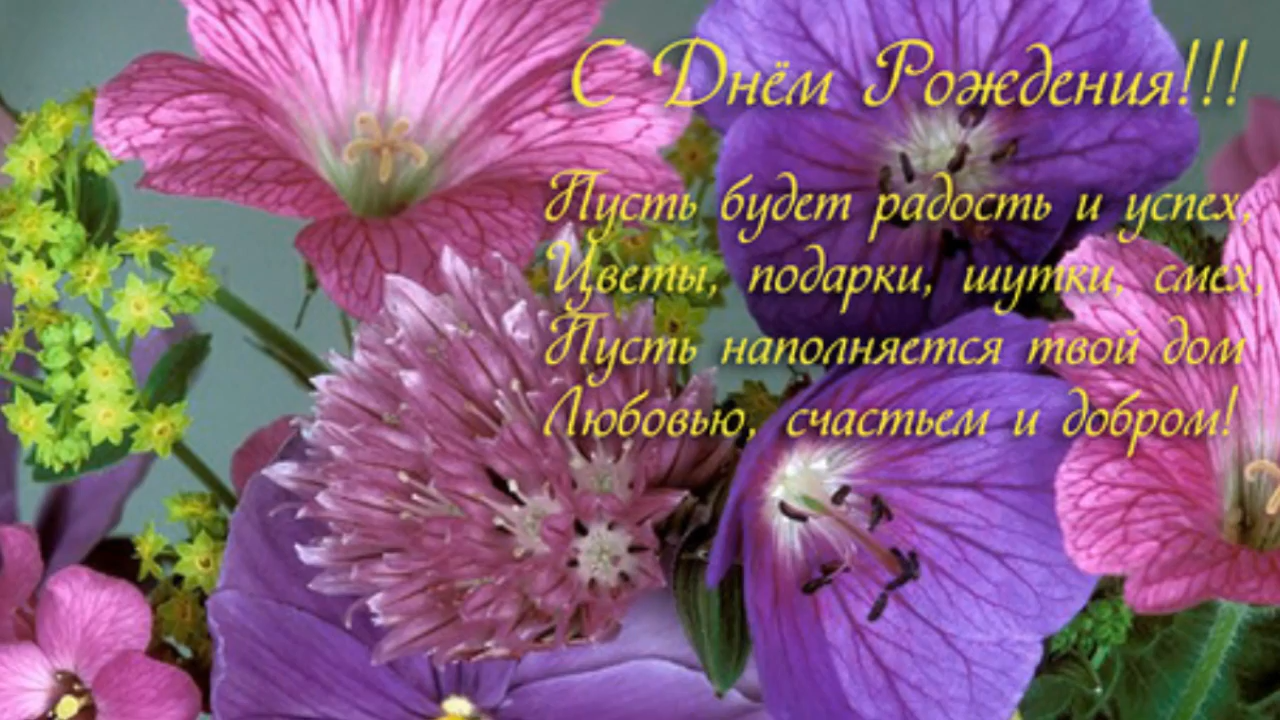 С Днём Рождения!!!
Пусть будет радость и успех,
Цветы, подарки, шутки, смех,
Пусть наполняется твой дом
Любовью, счастьем и добром!